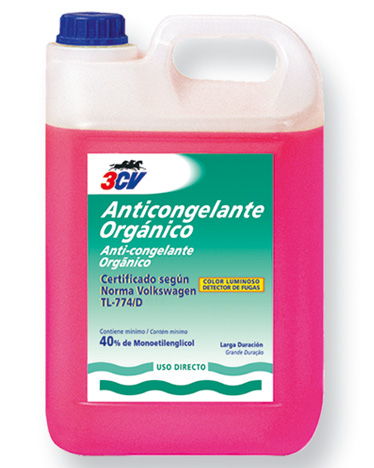 3CV
Anticongelante
Orgánico
Anti-congelante
Orgânico
Certificado según
Norma Volkswagen
TL-774/D
COLOR LUMINOSO
DETECTOR DE FUGAS
Contiene mínimo / Contém mínimo
40% de Monoetilenglicol
Larga Duración
Grande Duração
USO DIRECTO